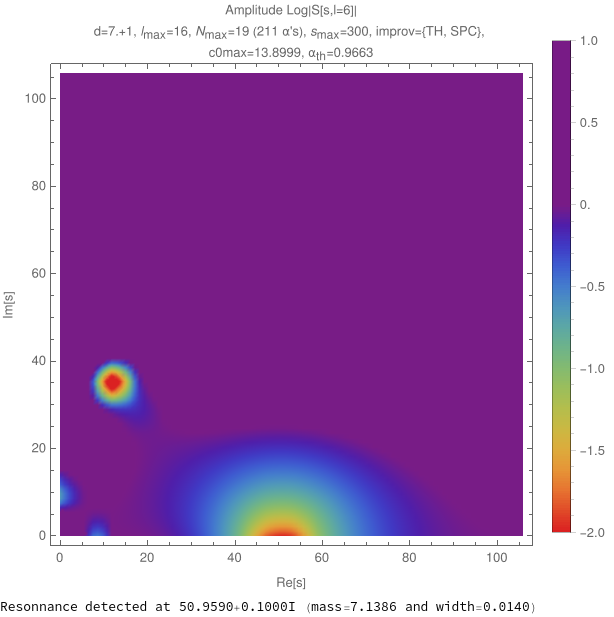 Amplitude Log|S[s,l=6]|
d=7.+1, lmax=16, Nmax=19 (211 α's), smax=300, improv={TH, SPC},
c0max=13.8999, αth=0.9663
100
80
60
40
20
0
Im[s]
0 20 40 60 80 100
Re[s]
1.0
0.5
0.
−0.5
−1.0
−1.5
−2.0
Resonnance detected at 50.9590+0.1000I (mass=7.1386 and width=0.0140)